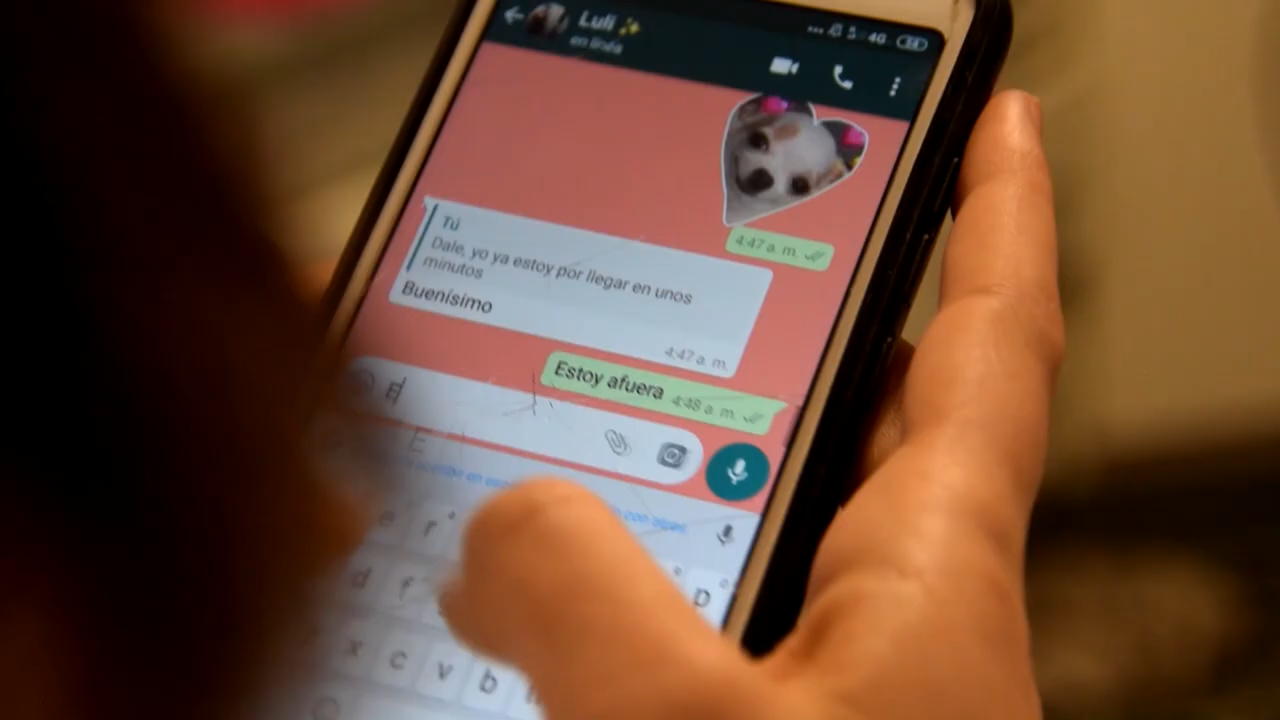 Luli ✨
4G
en línea
4:47 a. m.
Tú
Dale, yo ya estoy por llegar en unos
minutos
Buenísimo
4:47 a. m.
Estoy afuera 4:48 a. m.
E
e r
d f
p
x c v b